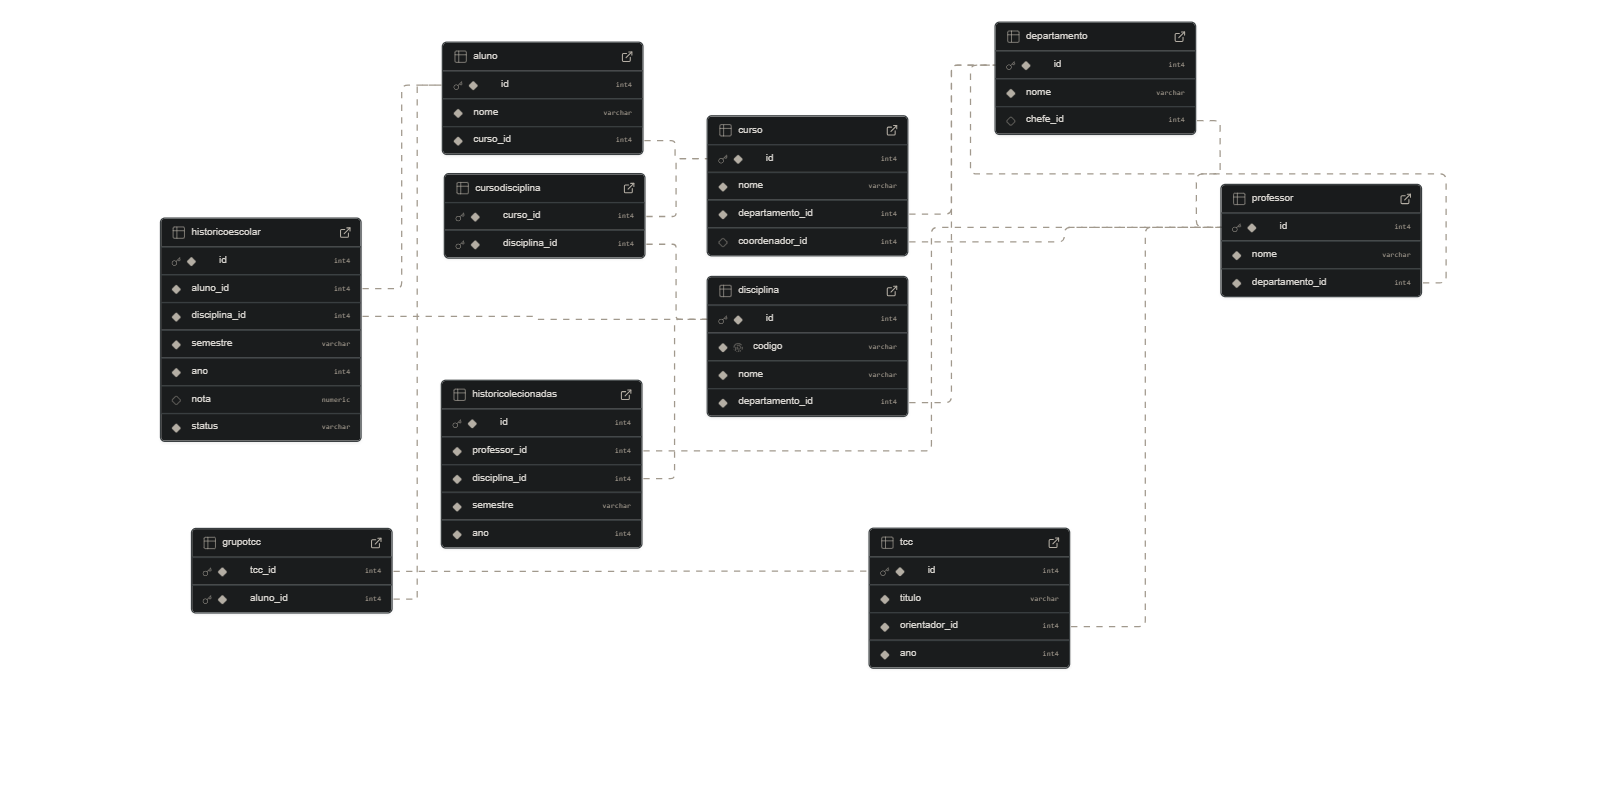 departamento
id int4
nome varchar
chefe_id int4
aluno
id int4
nome varchar
curso_id int4
curso
id int4
nome varchar
departamento_id int4
coordenador_id int4
cursodisciplina
curso_id int4
disciplina_id int4
professor
id int4
nome varchar
departamento_id int4
historicoescolar
id int4
aluno_id int4
disciplina_id int4
semestre varchar
ano int4
nota numeric
status varchar
disciplina
id int4
codigo varchar
nome varchar
departamento_id int4
historicolecionadas
id int4
professor_id int4
disciplina_id int4
semestre varchar
ano int4
grupotcc
tcc_id int4
aluno_id int4
tcc
id int4
titulo varchar
orientador_id int4
ano int4